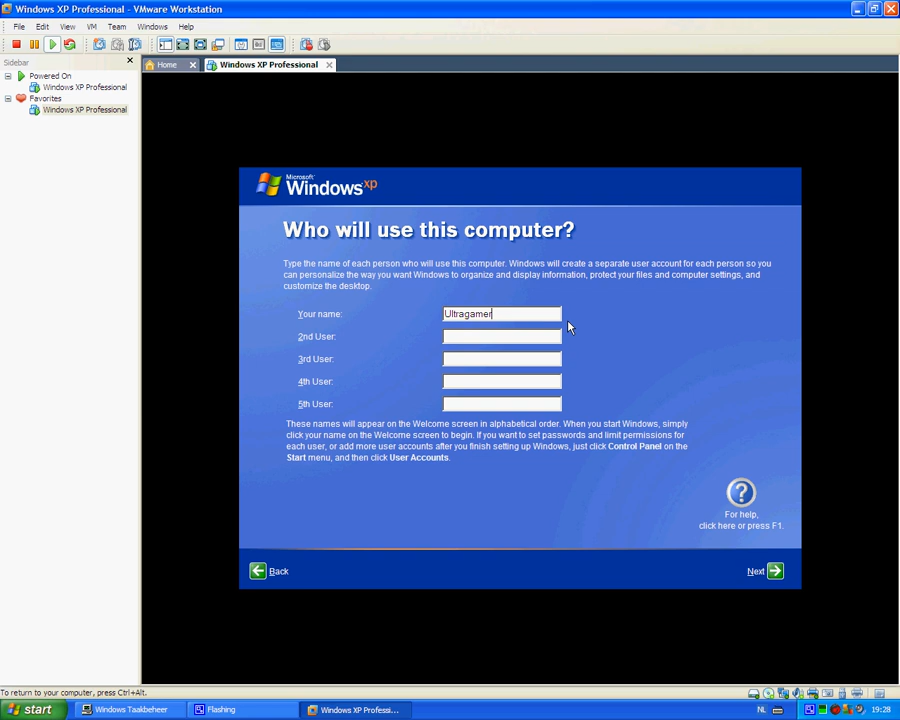 Windows XP Professional - VMware Workstation
File Edit View VM Team Windows Help
Sidebar
Home
Windows XP Professional
Powered On
Windows XP Professional
Favorites
Windows XP Professional
Microsoft
Windows xp
Who will use this computer?
Type the name of each person who will use this computer. Windows will create a separate user account for each person so you
can personalize the way you want Windows to organize and display information, protect your files and computer settings, and
customize the desktop.
Your name: Ultragamer
2nd User:
3rd User:
4th User:
5th User:
These names will appear on the Welcome screen in alphabetical order. When you start Windows, simply
click your name on the Welcome screen to begin. If you want to set passwords and limit permissions for
each user, or add more user accounts after you finish setting up Windows, just click Control Panel on the
Start menu, and then click User Accounts.
?
For help,
click here or press F1.
Back
Next
To return to your computer, press Ctrl+Alt.
start
Windows Taakbeheer
Flashing
Windows XP Professi...
NL
19:28